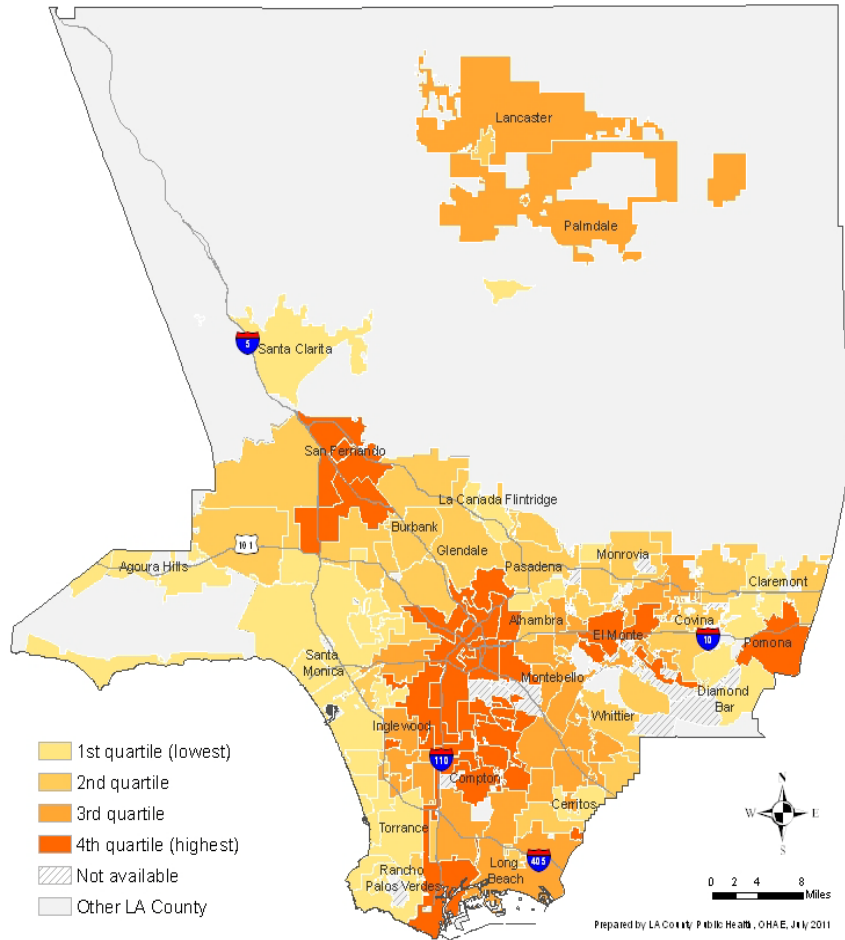 Lancaster
Palmdale
5
Santa Clarita
San Fernando
La Canada Flintridge
Burbank
101
Glendale
Pasadena
Monrovia
Agoura Hills
Claremont
Alhambra
El Monte
Covina
10
Pomona
Santa
Monica
Montebello
Diamond
Bar
Whittier
Inglewood
110
Compton
Cerritos
Torrance
Long
Beach
405
Rancho
Palos Verdes
1st quartile (lowest)
2nd quartile
3rd quartile
4th quartile (highest)
Not available
Other LA County
N
W E
S
0 2 4 8
Miles
Prepared by LA County Public Health, OHAE, July 2011